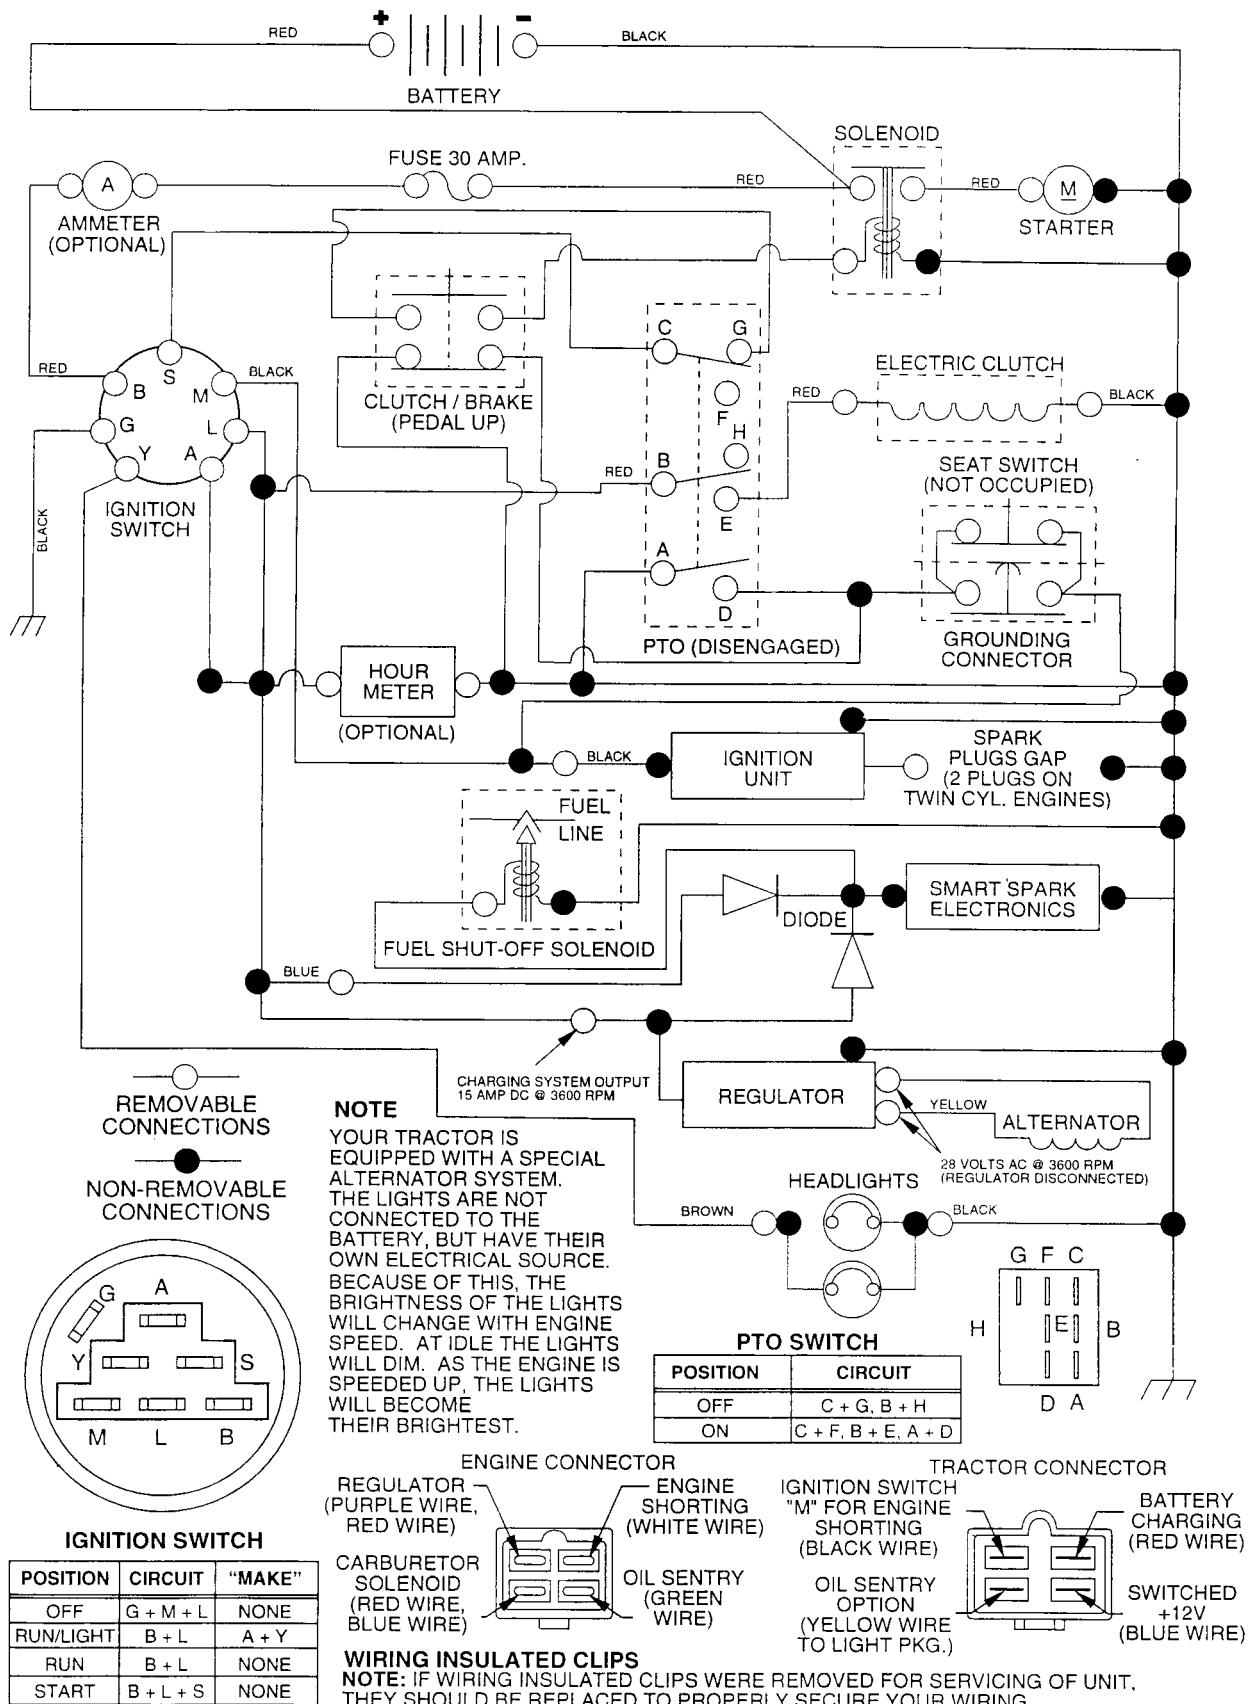 + -
RED
BLACK
BATTERY
SOLENOID
FUSE 30 AMP.
A
RED
RED
M
AMMETER
(OPTIONAL)
STARTER
C G
S
ELECTRIC CLUTCH
RED
B
M
BLACK
CLUTCH / BRAKE
(PEDAL UP)
RED
BLACK
F
G
L
Y
A
H
B
RED
SEAT SWITCH
(NOT OCCUPIED)
IGNITION
SWITCH
BLACK
E
A
D
PTO (DISENGAGED)
GROUNDING
CONNECTOR
HOUR
METER
(OPTIONAL)
BLACK
IGNITION
UNIT
SPARK
PLUGS GAP
(2 PLUGS ON
TWIN CYL. ENGINES)
FUEL
LINE
DIODE
SMART SPARK
ELECTRONICS
FUEL SHUT-OFF SOLENOID
BLUE
CHARGING SYSTEM OUTPUT
15 AMP DC @ 3600 RPM
REGULATOR
YELLOW
ALTERNATOR
28 VOLTS AC @ 3600 RPM
(REGULATOR DISCONNECTED)
REMOVABLE
CONNECTIONS
NON-REMOVABLE
CONNECTIONS
NOTE
YOUR TRACTOR IS
EQUIPPED WITH A SPECIAL
ALTERNATOR SYSTEM.
THE LIGHTS ARE NOT
CONNECTED TO THE
BATTERY, BUT HAVE THEIR
OWN ELECTRICAL SOURCE.
BECAUSE OF THIS, THE
BRIGHTNESS OF THE LIGHTS
WILL CHANGE WITH ENGINE
SPEED. AT IDLE THE LIGHTS
WILL DIM. AS THE ENGINE IS
SPEEDED UP, THE LIGHTS
WILL BECOME
THEIR BRIGHTEST.
HEADLIGHTS
BROWN
BLACK
G F C
H E B
D A
PTO SWITCH
POSITION CIRCUIT
OFF C + G, B + H
ON C + F, B + E, A + D
G A
Y S
M L B
IGNITION SWITCH
POSITION CIRCUIT "MAKE"
OFF G + M + L NONE
RUN/LIGHT B + L A + Y
RUN B + L NONE
START B + L + S NONE
ENGINE CONNECTOR
REGULATOR
(PURPLE WIRE,
RED WIRE)
ENGINE
SHORTING
(WHITE WIRE)
CARBURETOR
SOLENOID
(RED WIRE,
BLUE WIRE)
OIL SENTRY
(GREEN
WIRE)
TRACTOR CONNECTOR
IGNITION SWITCH
"M" FOR ENGINE
SHORTING
(BLACK WIRE)
BATTERY
CHARGING
(RED WIRE)
OIL SENTRY
OPTION
(YELLOW WIRE
TO LIGHT PKG.)
SWITCHED
+12V
(BLUE WIRE)
WIRING INSULATED CLIPS
NOTE: IF WIRING INSULATED CLIPS WERE REMOVED FOR SERVICING OF UNIT,
THEY SHOULD BE REPLACED TO PROPERLY SECURE YOUR WIRING.